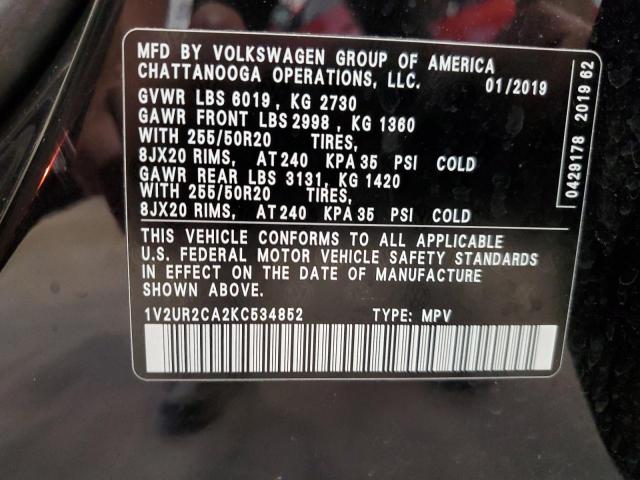 MFD BY VOLKSWAGEN GROUP OF AMERICA
CHATTANOOGA OPERATIONS, LLC. 01/2019
GVWR LBS 6019 , KG 2730
GAWR FRONT LBS 2998 , KG 1360
WITH 255/50R20 TIRES,
8JX20 RIMS, AT 240 KPA 35 PSI COLD
GAWR REAR LBS 3131, KG 1420
WITH 255/50R20 TIRES,
8JX20 RIMS, AT 240 KPA 35 PSI COLD
THIS VEHICLE CONFORMS TO ALL APPLICABLE
U.S. FEDERAL MOTOR VEHICLE SAFETY STANDARDS
IN EFFECT ON THE DATE OF MANUFACTURE
SHOWN ABOVE.
1V2UR2CA2KC534852 TYPE: MPV
0429178 2019 62